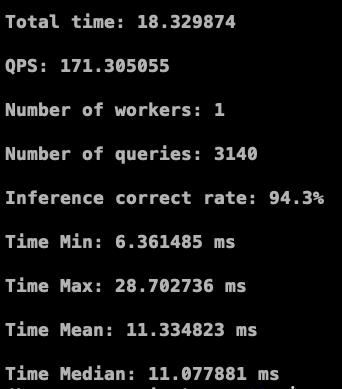 Total time: 18.329874
QPS: 171.305055
Number of workers: 1
Number of queries: 3140
Inference correct rate: 94.3%
Time Min: 6.361485 ms
Time Max: 28.702736 ms
Time Mean: 11.334823 ms
Time Median: 11.077881 ms